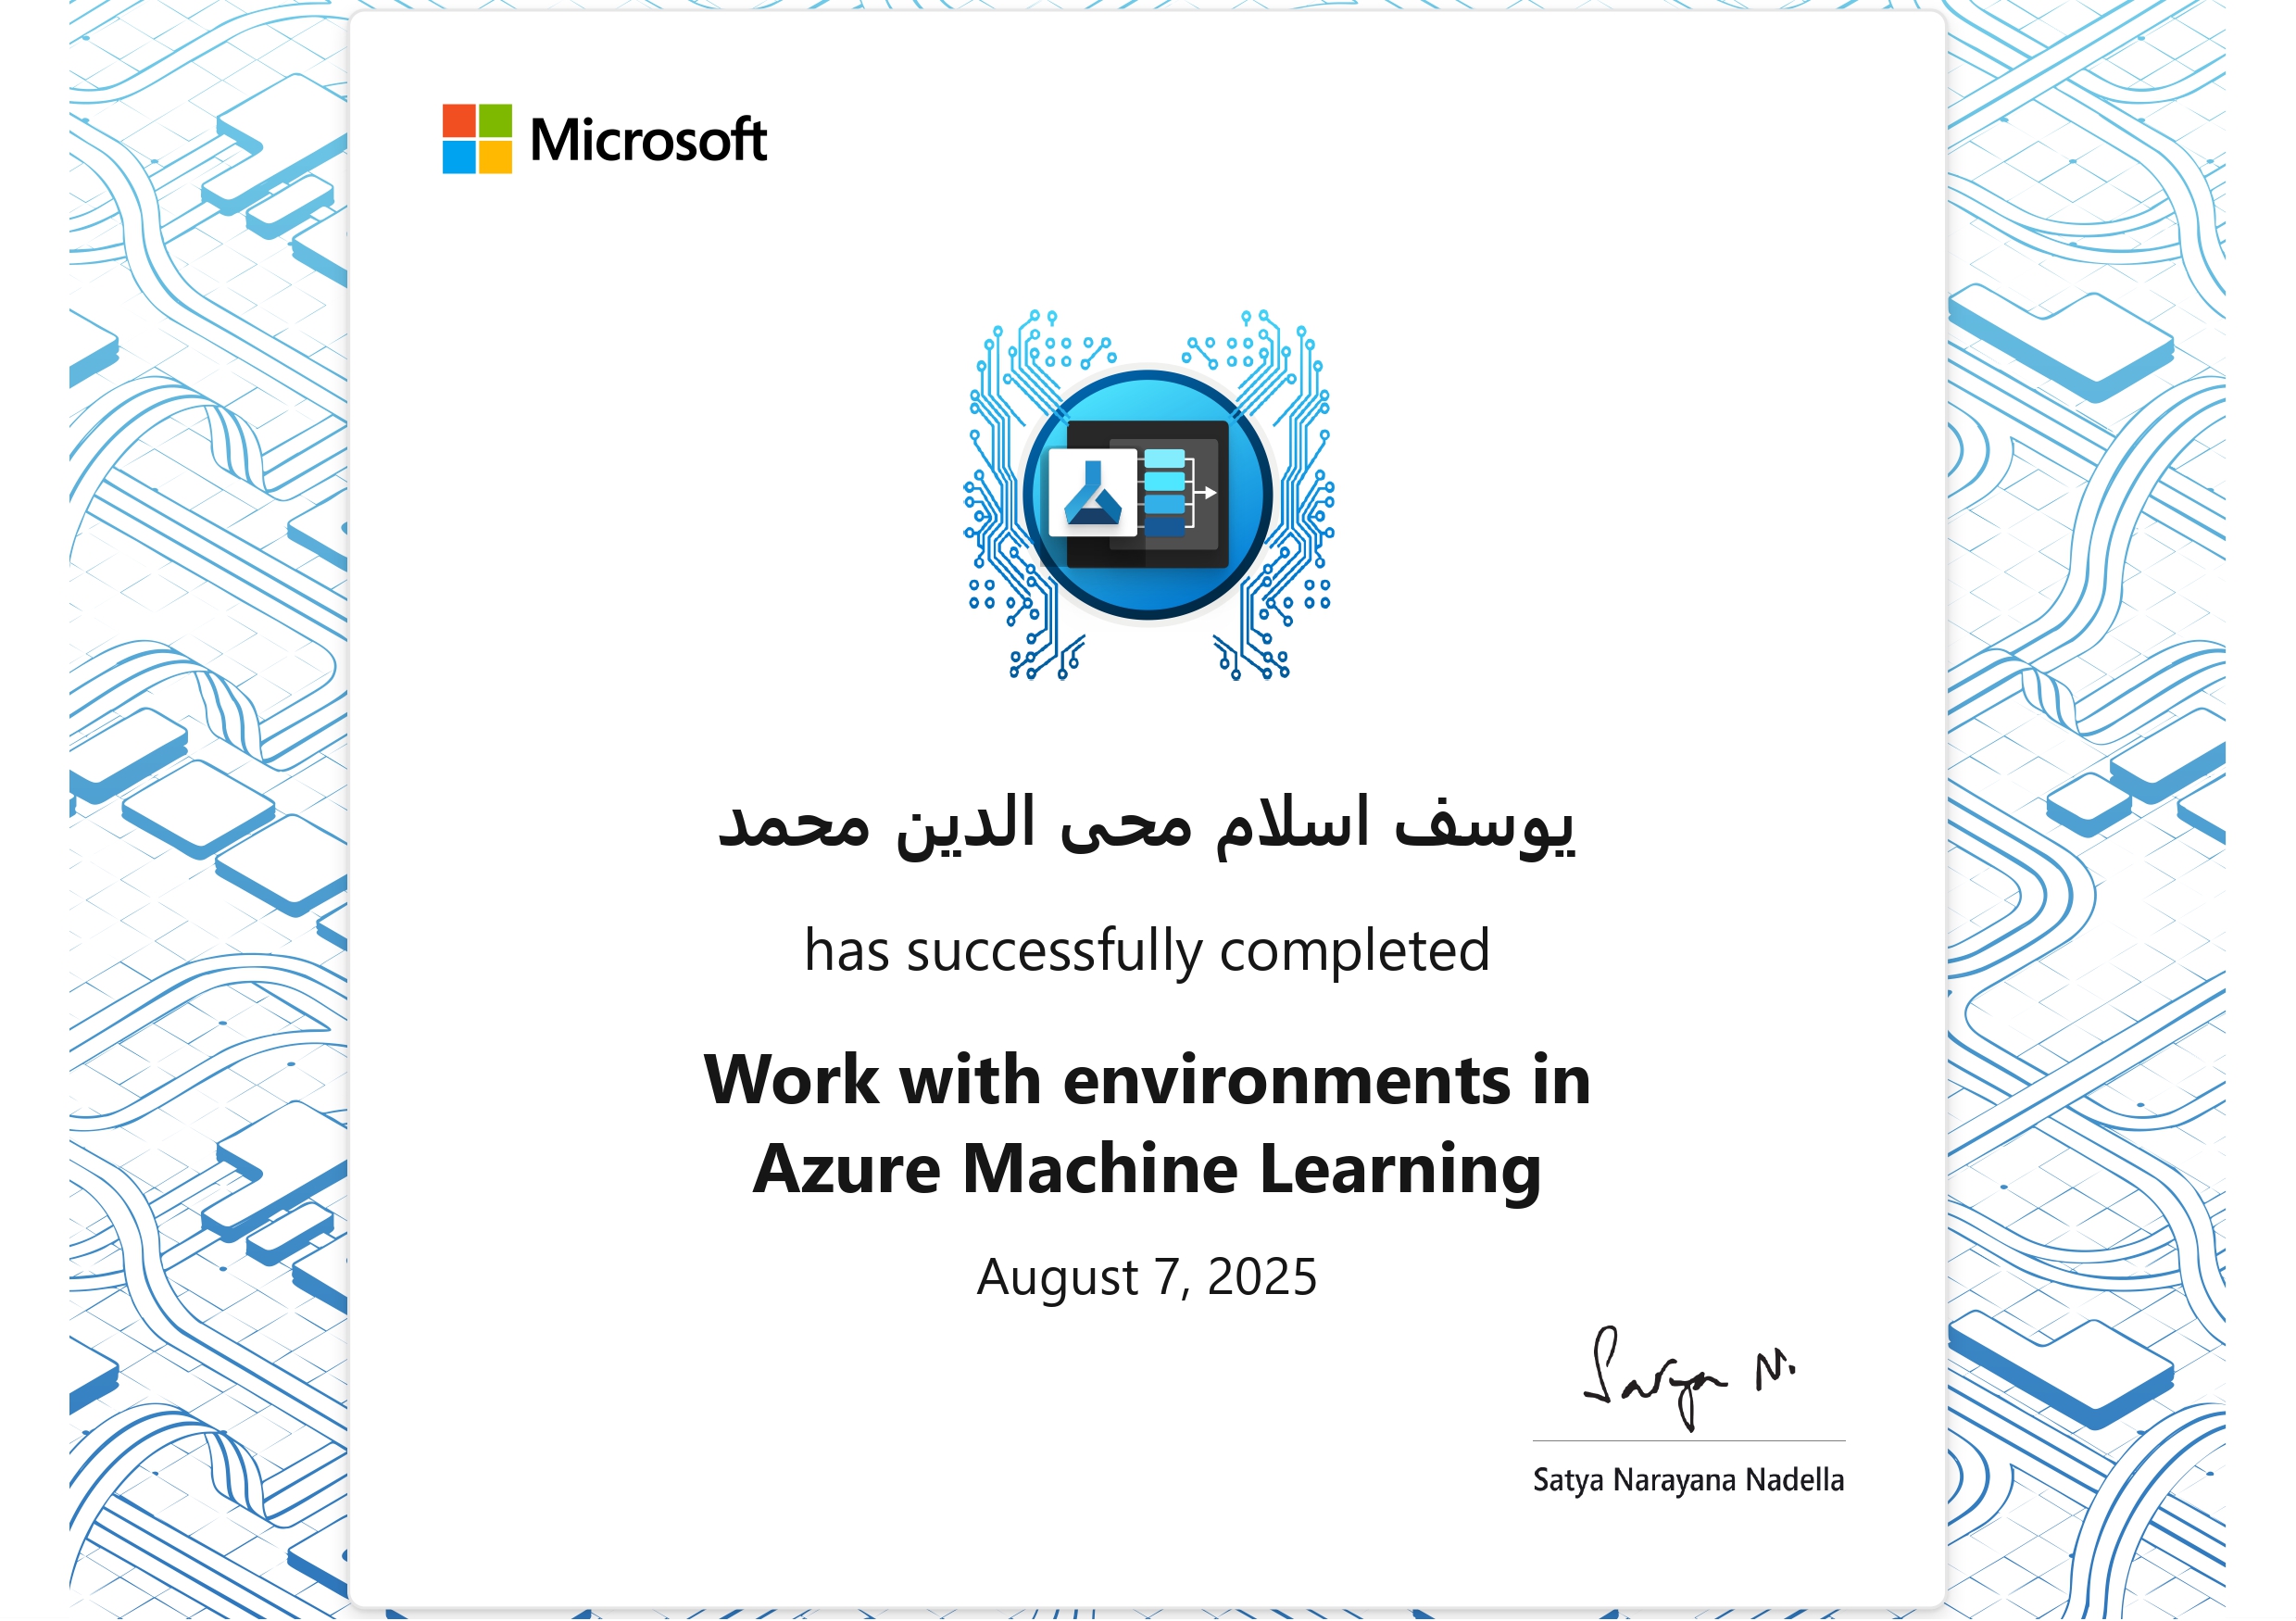 Microsoft
يوسف اسلام محى الدين محمد
has successfully completed
Work with environments in
Azure Machine Learning
August 7, 2025
Satya N.
Satya Narayana Nadella